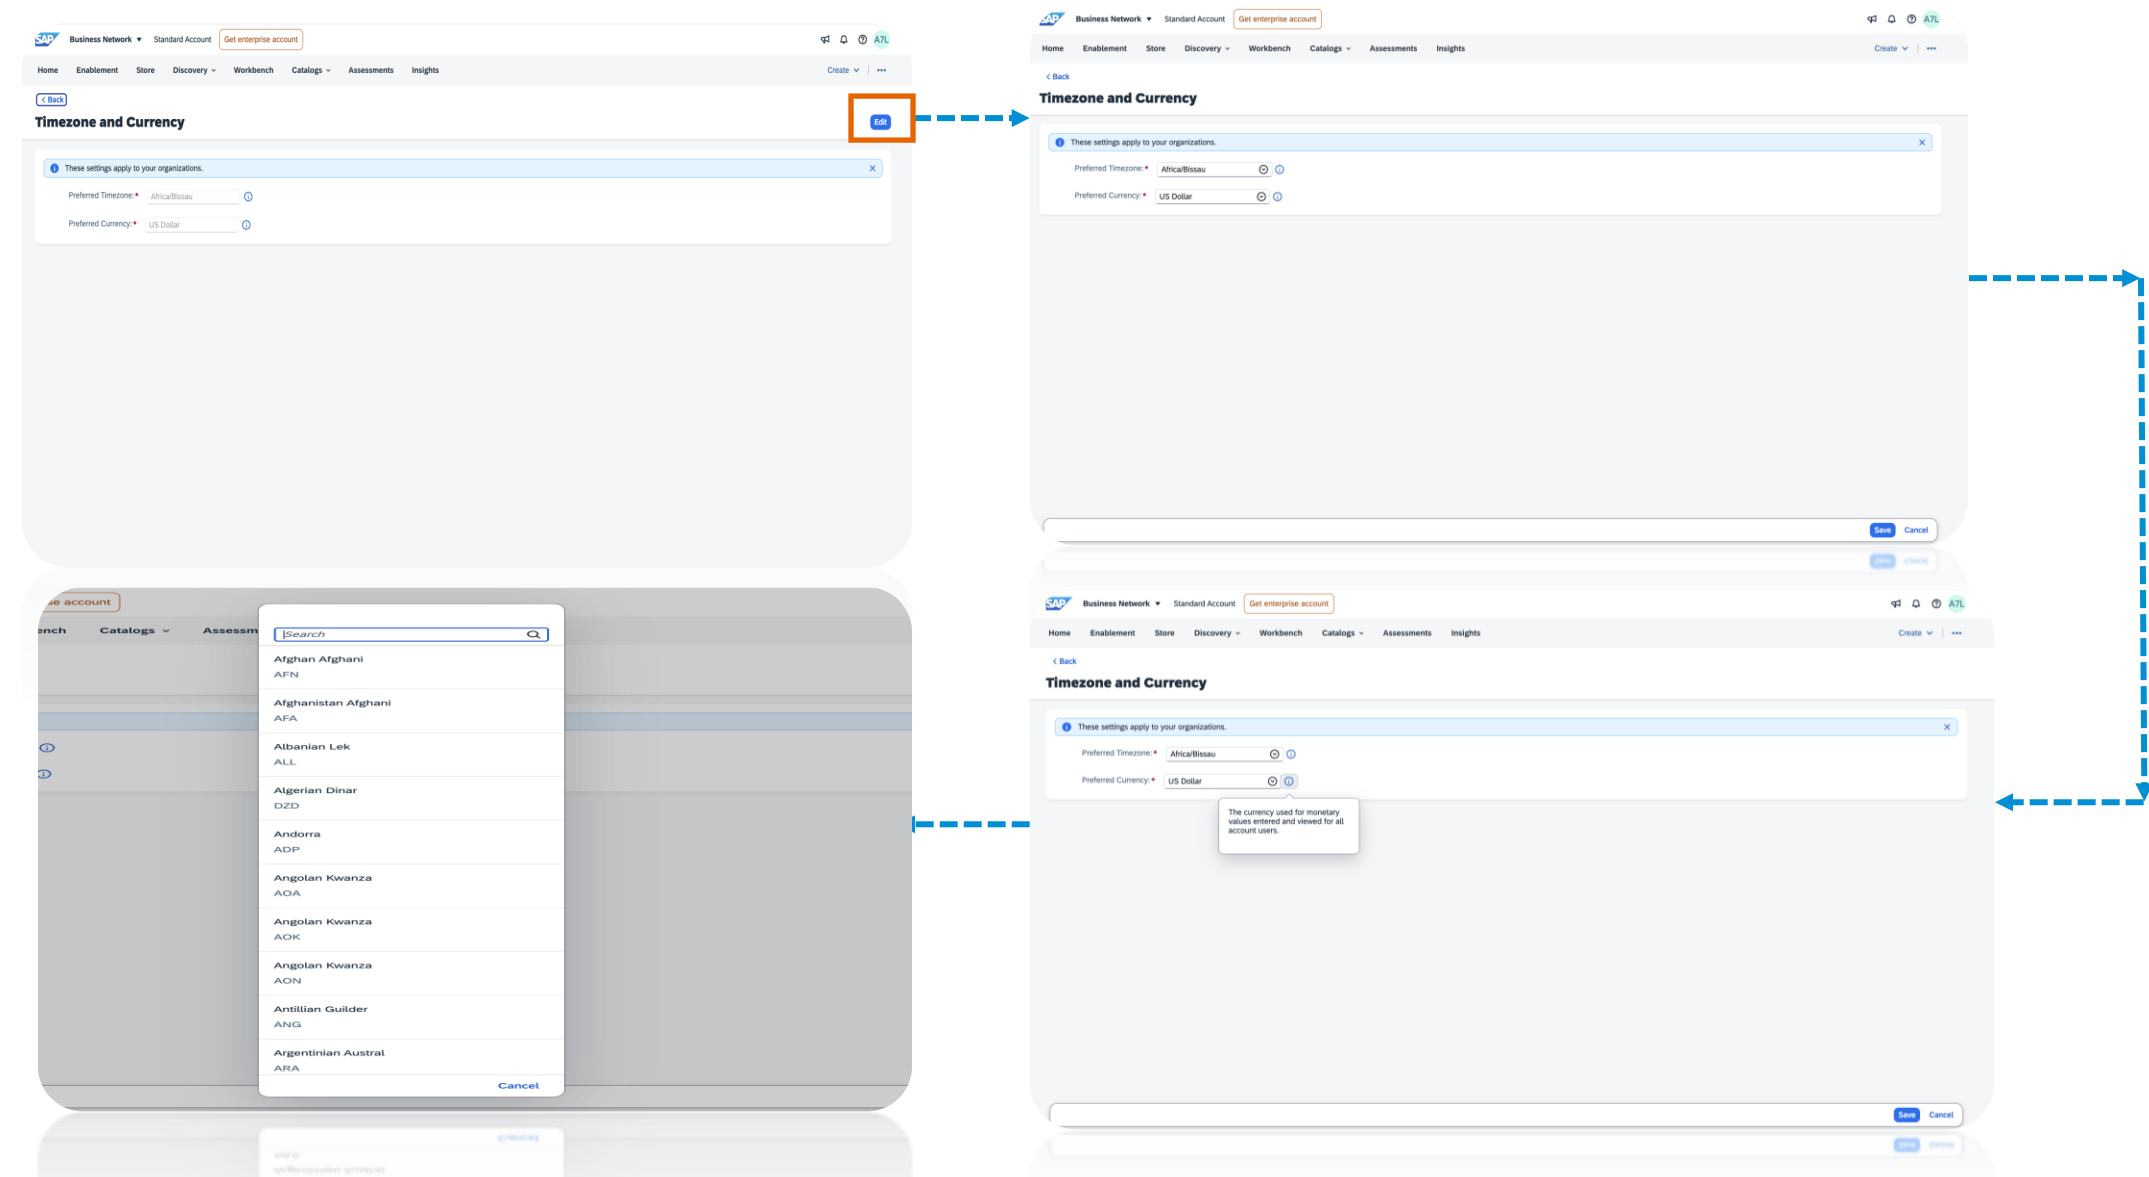 SAP Business Network ▼ Standard Account Get enterprise account A7L
Home Enablement Store Discovery Workbench Catalogs Assessments Insights Create •••
< Back
Timezone and Currency Edit
These settings apply to your organizations.
Preferred Timezone:* Africa/Bissau
Preferred Currency:* US Dollar
SAP Business Network ▼ Standard Account Get enterprise account A7L
Home Enablement Store Discovery Workbench Catalogs Assessments Insights Create •••
< Back
Timezone and Currency
These settings apply to your organizations.
Preferred Timezone:* Africa/Bissau
Preferred Currency:* US Dollar
Save Cancel
SAP Business Network ▼ Standard Account Get enterprise account A7L
Home Enablement Store Discovery Workbench Catalogs Assessments Insights Create •••
< Back
Timezone and Currency
These settings apply to your organizations.
Preferred Timezone:* Africa/Bissau
Preferred Currency:* US Dollar
The currency used for monetary
values entered and viewed for all
account users.
Save Cancel
se account
ench Catalogs Assessm
Search
Afghan Afghani
AFN
Afghanistan Afghani
AFA
Albanian Lek
ALL
Algerian Dinar
DZD
Andorra
ADP
Angolan Kwanza
AOA
Angolan Kwanza
AOK
Angolan Kwanza
AON
Antillian Guilder
ANG
Argentinian Austral
ARA
Cancel